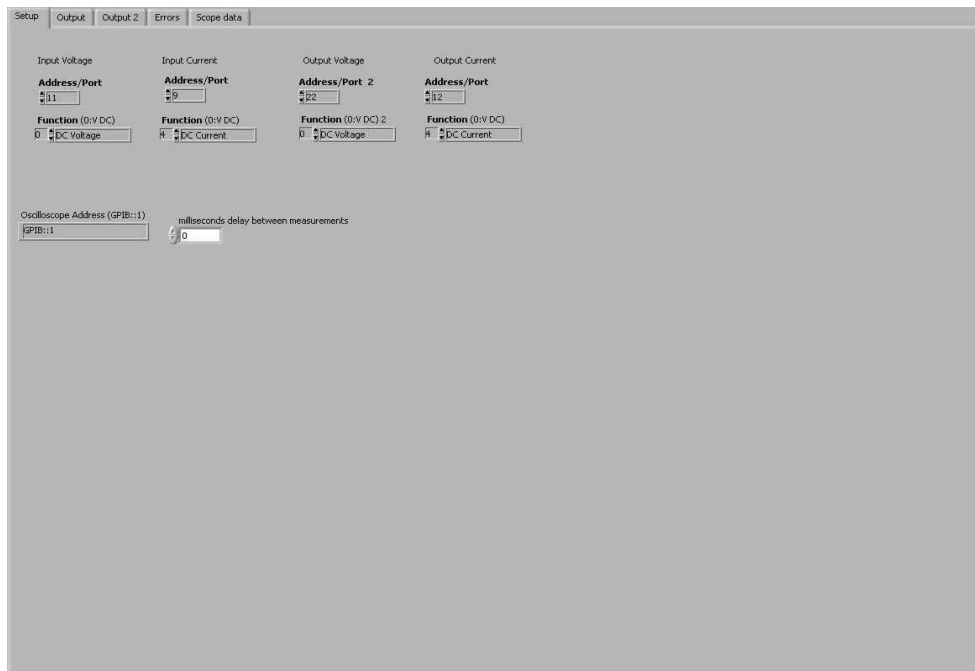 Setup Output Output 2 Errors Scope data
Input Voltage Input Current Output Voltage Output Current
Address/Port Address/Port Address/Port 2 Address/Port
11 9 22 12
Function (0:V DC) Function (0:V DC) Function (0:V DC) 2 Function (0:V DC)
0 DC Voltage 4 DC Current 0 DC Voltage 4 DC Current
Oscilloscope Address (GPIB::1) milliseconds delay between measurements
GPIB::1 0